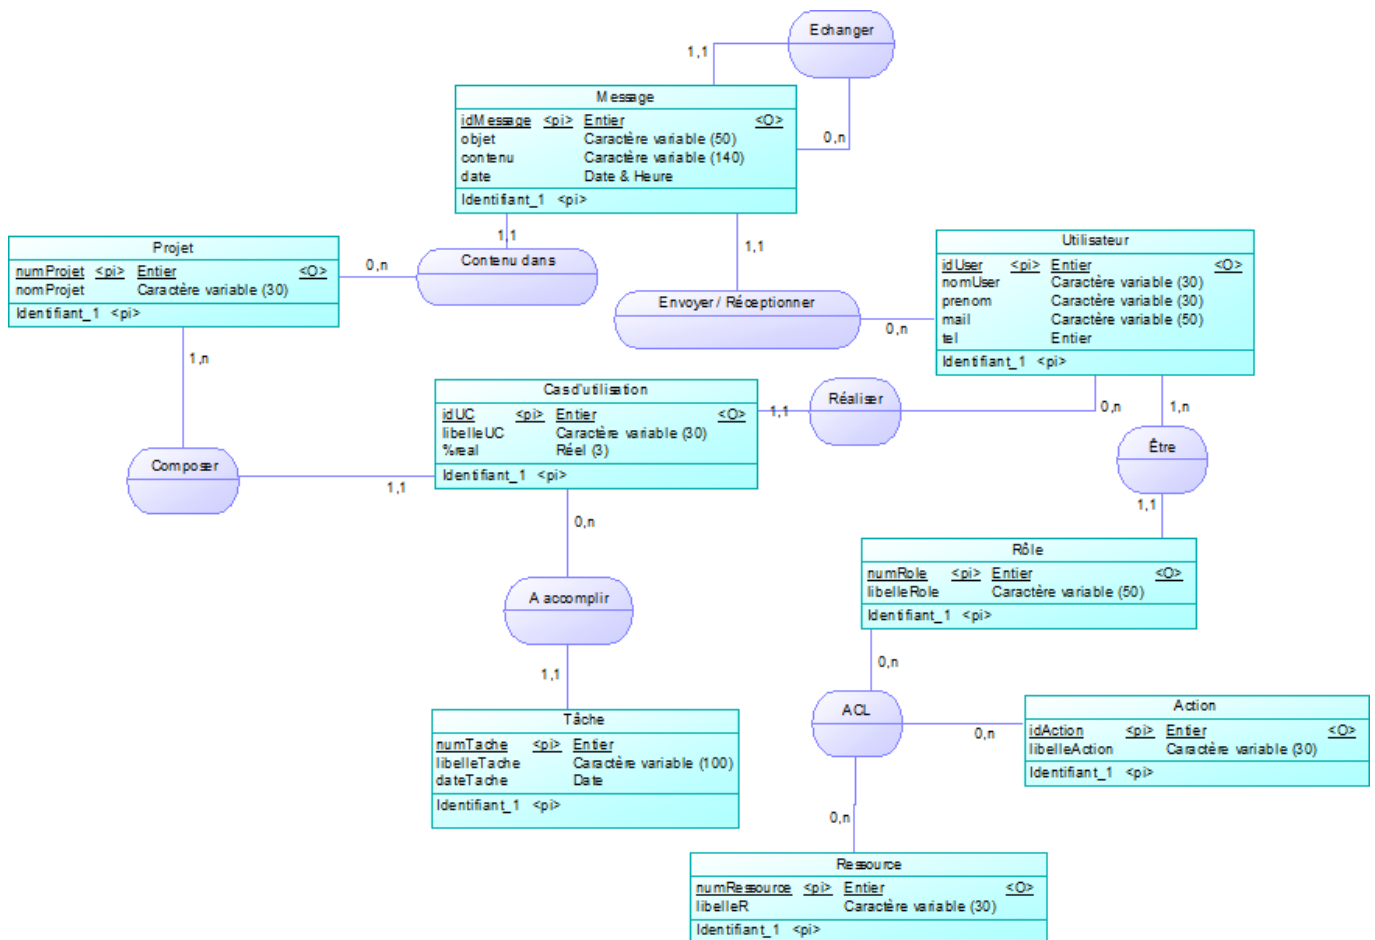 Echanger
1,1
0,n
Message
idMessage <pi> Entier <O>
objet Caractère variable (50)
contenu Caractère variable (140)
date Date & Heure
Identifiant_1 <pi>
1,1
1,1
Projet
numProjet <pi> Entier <O>
nomProjet Caractère variable (30)
Identifiant_1 <pi>
0,n
Contenu dans
Utilisateur
idUser <pi> Entier <O>
nomUser Caractère variable (30)
prenom Caractère variable (30)
mail Caractère variable (50)
tel Entier
Identifiant_1 <pi>
Envoyer / Réceptionner
0,n
1,n
Cas d'utilisation
idUC <pi> Entier <O>
libelleUC Caractère variable (30)
%real Réel (3)
Identifiant_1 <pi>
1,1
Réaliser
0,n
1,n
Être
1,1
Composer
1,1
0,n
A accomplir
1,1
Rôle
numRole <pi> Entier <O>
libelleRole Caractère variable (50)
Identifiant_1 <pi>
0,n
ACL
0,n
Action
idAction <pi> Entier <O>
libelleAction Caractère variable (30)
Identifiant_1 <pi>
Tâche
numTache <pi> Entier
libelleTache Caractère variable (100)
dateTache Date
Identifiant_1 <pi>
0,n
Ressource
numRessource <pi> Entier <O>
libelleR Caractère variable (30)
Identifiant_1 <pi>